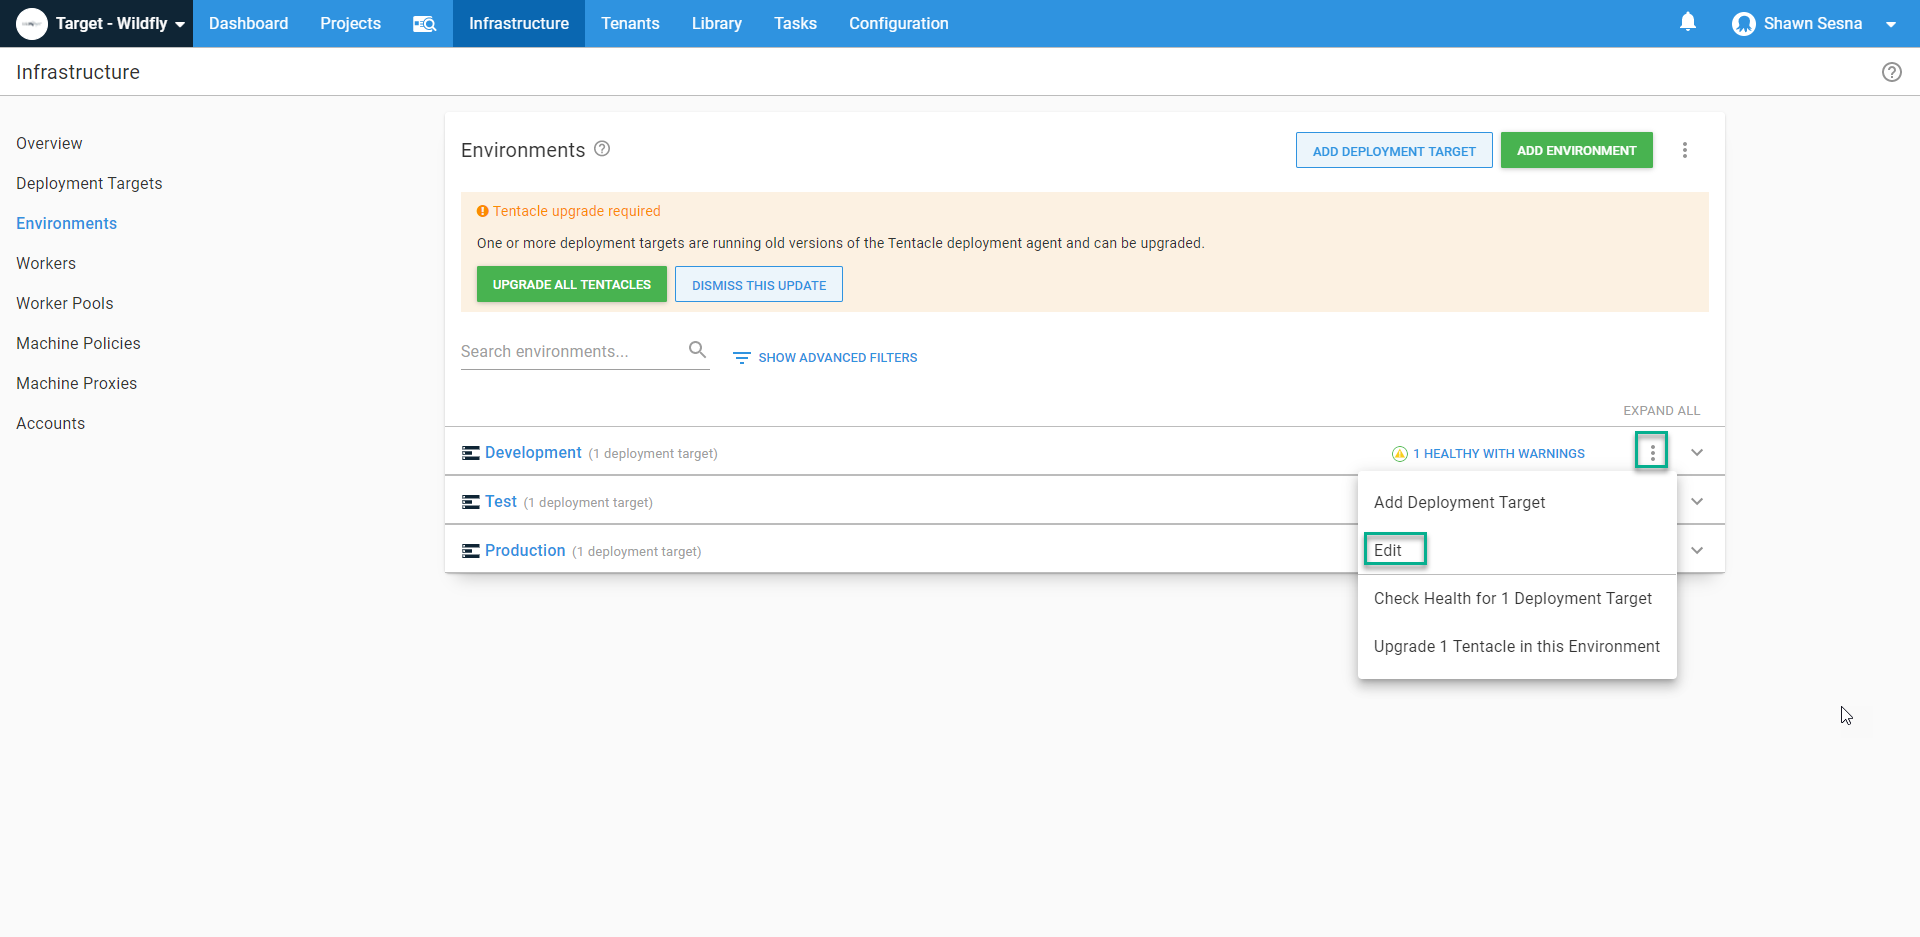 Target - Wildfly
Dashboard
Projects
Infrastructure
Tenants
Library
Tasks
Configuration
Shawn Sesna
Infrastructure
Overview
Deployment Targets
Environments
Workers
Worker Pools
Machine Policies
Machine Proxies
Accounts
Environments
ADD DEPLOYMENT TARGET
ADD ENVIRONMENT
Tentacle upgrade required
One or more deployment targets are running old versions of the Tentacle deployment agent and can be upgraded.
UPGRADE ALL TENTACLES
DISMISS THIS UPDATE
Search environments...
SHOW ADVANCED FILTERS
EXPAND ALL
Development (1 deployment target)
1 HEALTHY WITH WARNINGS
Test (1 deployment target)
Production (1 deployment target)
Add Deployment Target
Edit
Check Health for 1 Deployment Target
Upgrade 1 Tentacle in this Environment